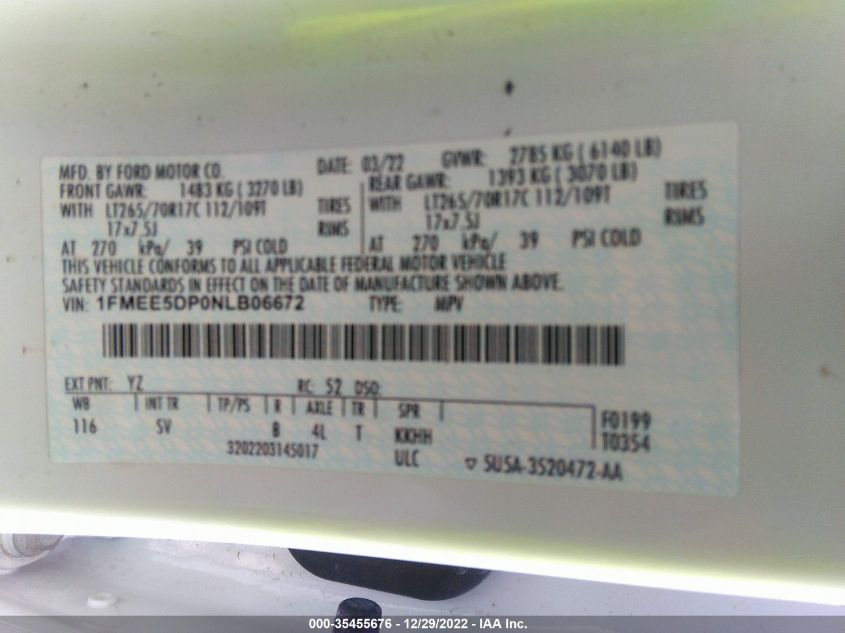 MFD. BY FORD MOTOR CO. DATE: 03/22 GVWR: 2785 KG ( 6140 LB)
FRONT GAWR: 1483 KG ( 3270 LB) REAR GAWR: 1393 KG ( 3070 LB)
WITH LT265/70R17C 112/109T TIRES WITH LT265/70R17C 112/109T TIRES
17x7.5J RIMS 17x7.5J RIMS
AT 270 kPa/ 39 PSI COLD AT 270 kPa/ 39 PSI COLD
THIS VEHICLE CONFORMS TO ALL APPLICABLE FEDERAL MOTOR VEHICLE
SAFETY STANDARDS IN EFFECT ON THE DATE OF MANUFACTURE SHOWN ABOVE.
VIN: 1FMEE5DP0NLB06672 TYPE: MPV
EXT PNT: YZ RC: 52 DSO:
WB INT TR TP/PS R AXLE TR SPR F0199
116 SV B 4L T KKHH T0354
3202203145017 ULC ▽ SU5A-3520472-AA
000-35455676 - 12/29/2022 - IAA Inc.